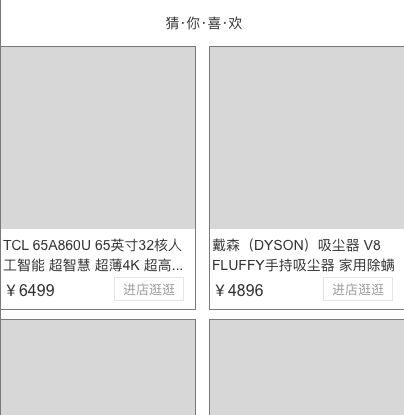 猜·你·喜·欢
TCL 65A860U 65英寸32核人
工智能 超智慧 超薄4K 超高...
￥6499
进店逛逛
戴森（DYSON）吸尘器 V8
FLUFFY手持吸尘器 家用除螨
￥4896
进店逛逛